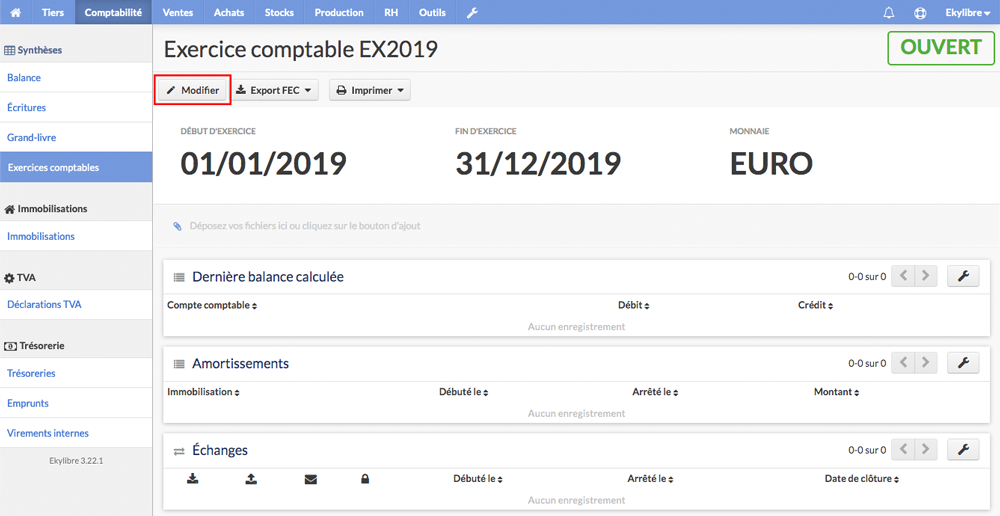 Tiers Comptabilité Ventes Achats Stocks Production RH Outils Ekylibre
Synthèses
Balance
Écritures
Grand-livre
Exercices comptables
Immobilisations
Immobilisations
TVA
Déclarations TVA
Trésorerie
Trésoreries
Emprunts
Virements internes
Ekylibre 3.22.1
Exercice comptable EX2019
OUVERT
Modifier Export FEC Imprimer
DÉBUT D'EXERCICE FIN D'EXERCICE MONNAIE
01/01/2019 31/12/2019 EURO
Déposez vos fichiers ici ou cliquez sur le bouton d'ajout
Dernière balance calculée 0-0 sur 0
Compte comptable Débit Crédit
Aucun enregistrement
Amortissements 0-0 sur 0
Immobilisation Débuté le Arrêté le Montant
Aucun enregistrement
Échanges 0-0 sur 0
Débuté le Arrêté le Date de clôture
Aucun enregistrement